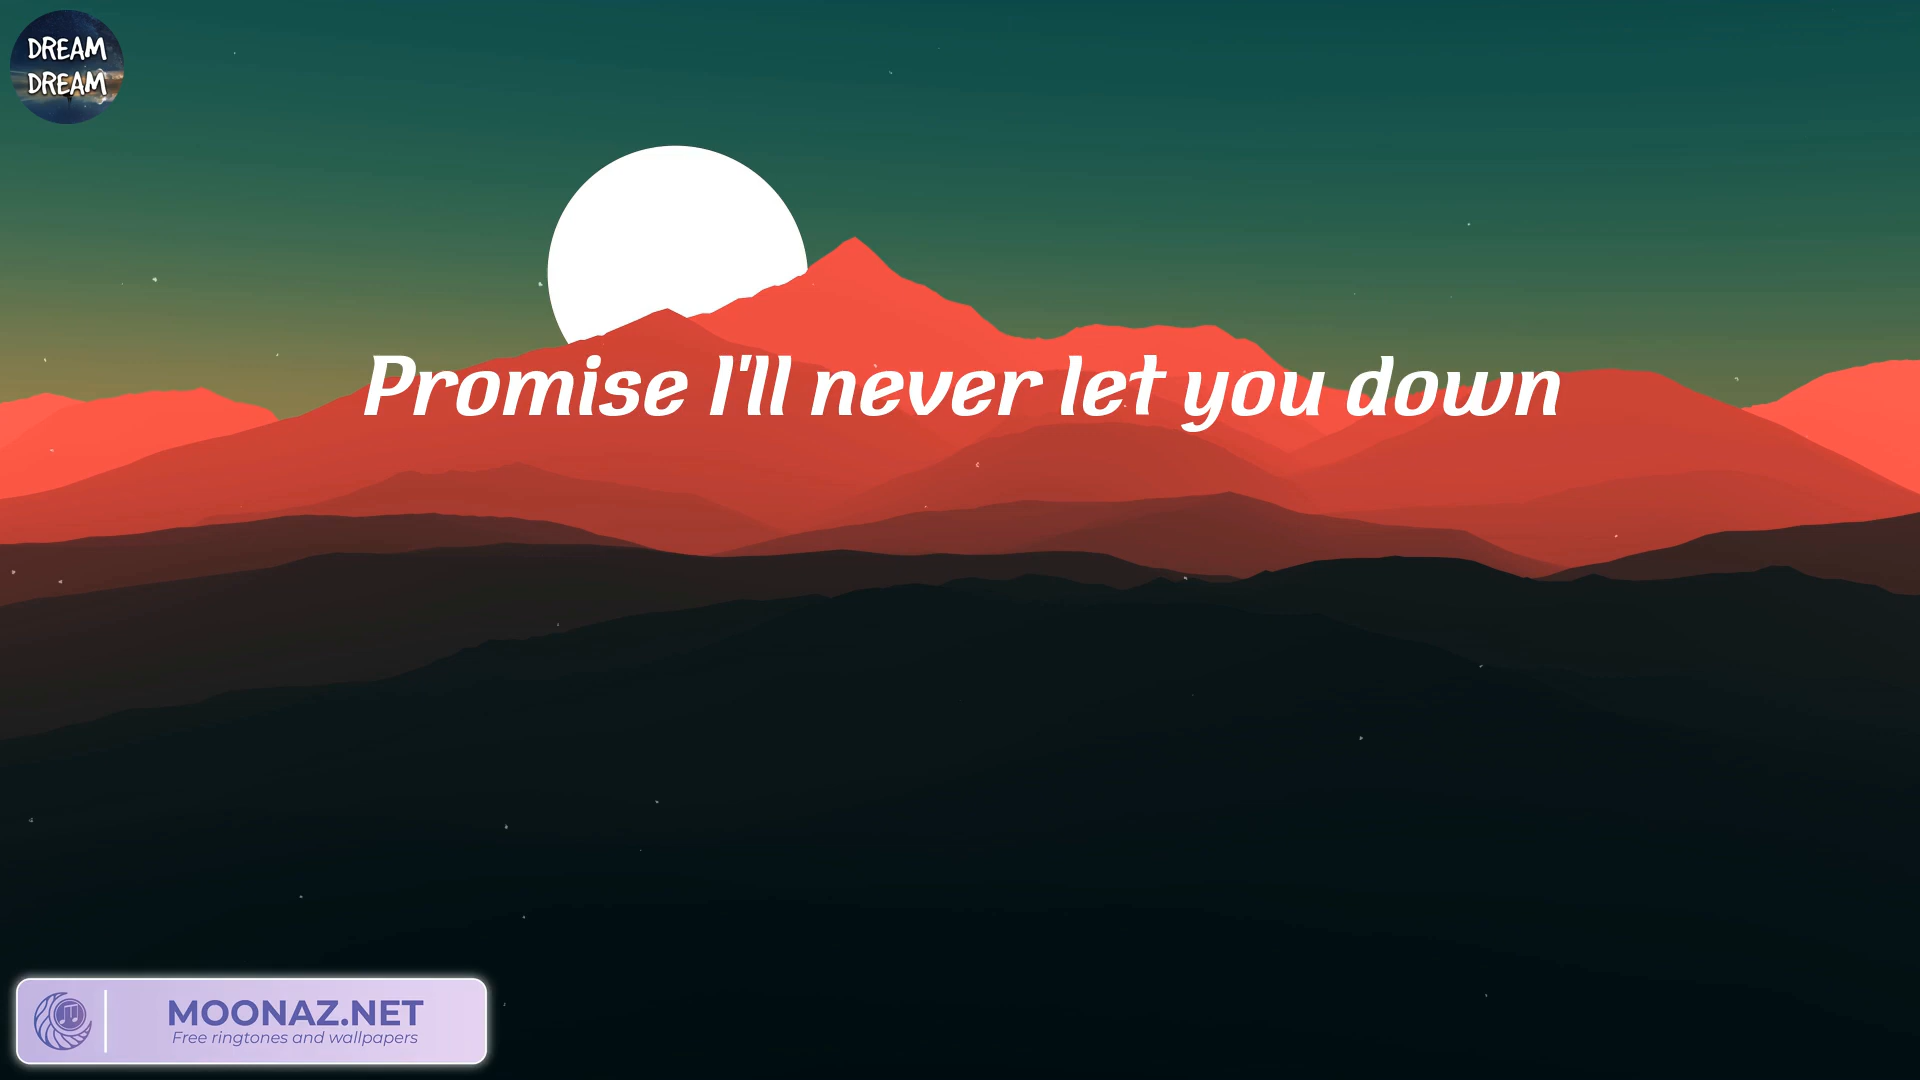 DREAM
DREAM
Promise I'll never let you down
MOONAZ.NET
Free ringtones and wallpapers